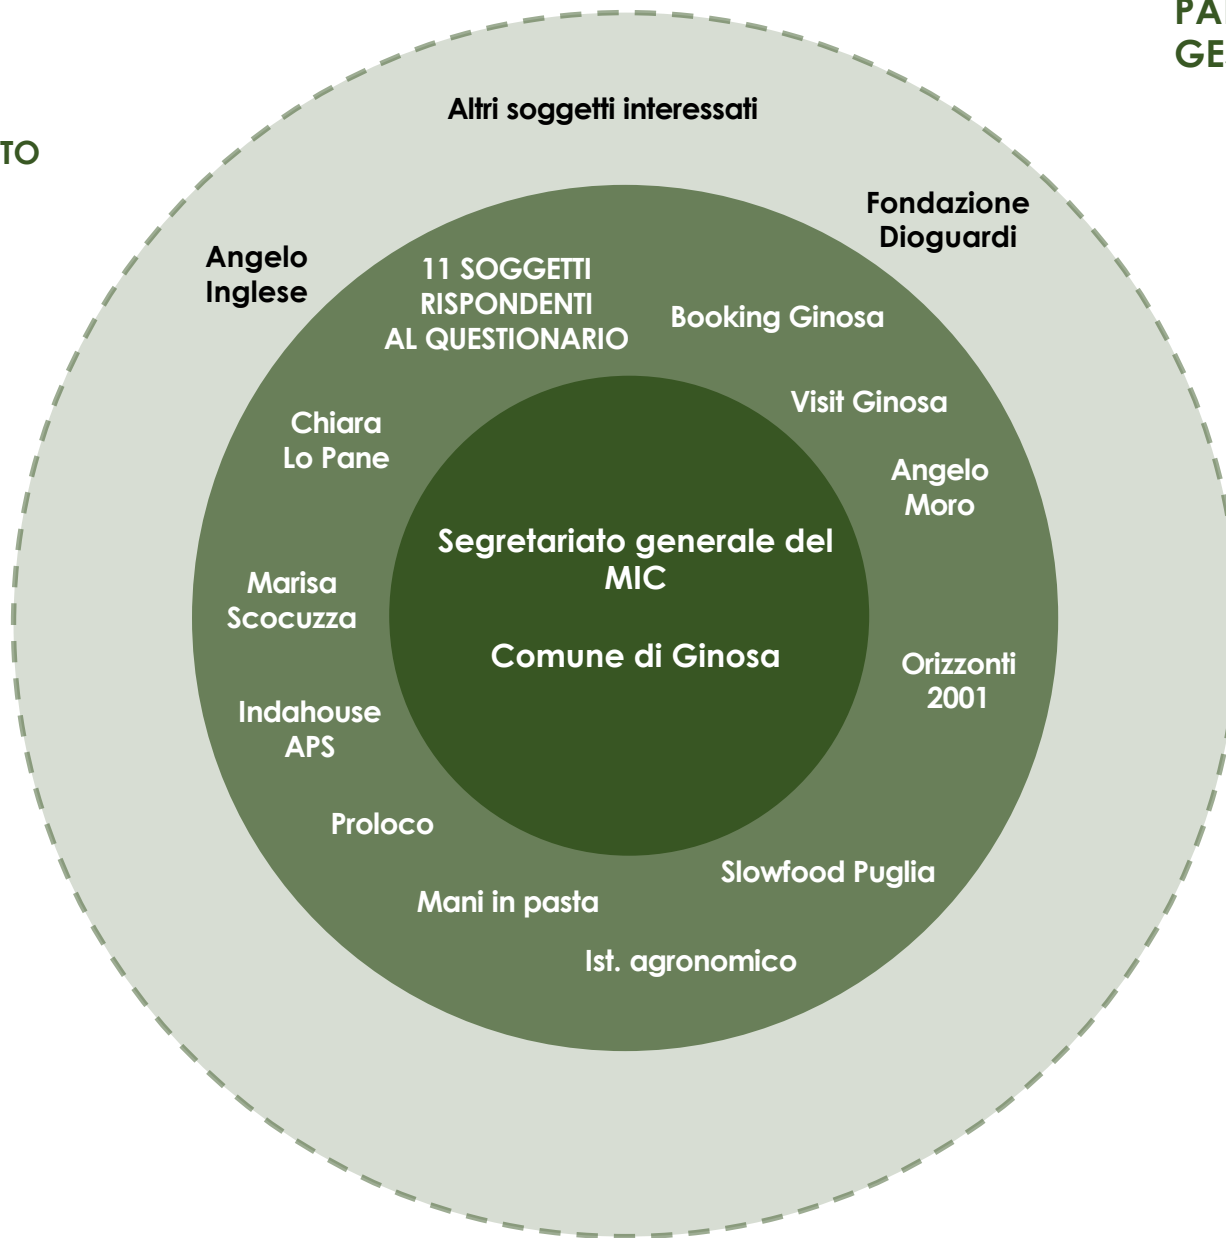 TO
Altri soggetti interessati
Fondazione
Dioguardi
Angelo
Inglese
11 SOGGETTI
RISPONDENTI
AL QUESTIONARIO
Booking Ginosa
Visit Ginosa
Chiara
Lo Pane
Angelo
Moro
Segretariato generale del
MIC
Comune di Ginosa
Marisa
Scocuzza
Orizzonti
2001
Indahouse
APS
Proloco
Slowfood Puglia
Mani in pasta
Ist. agronomico